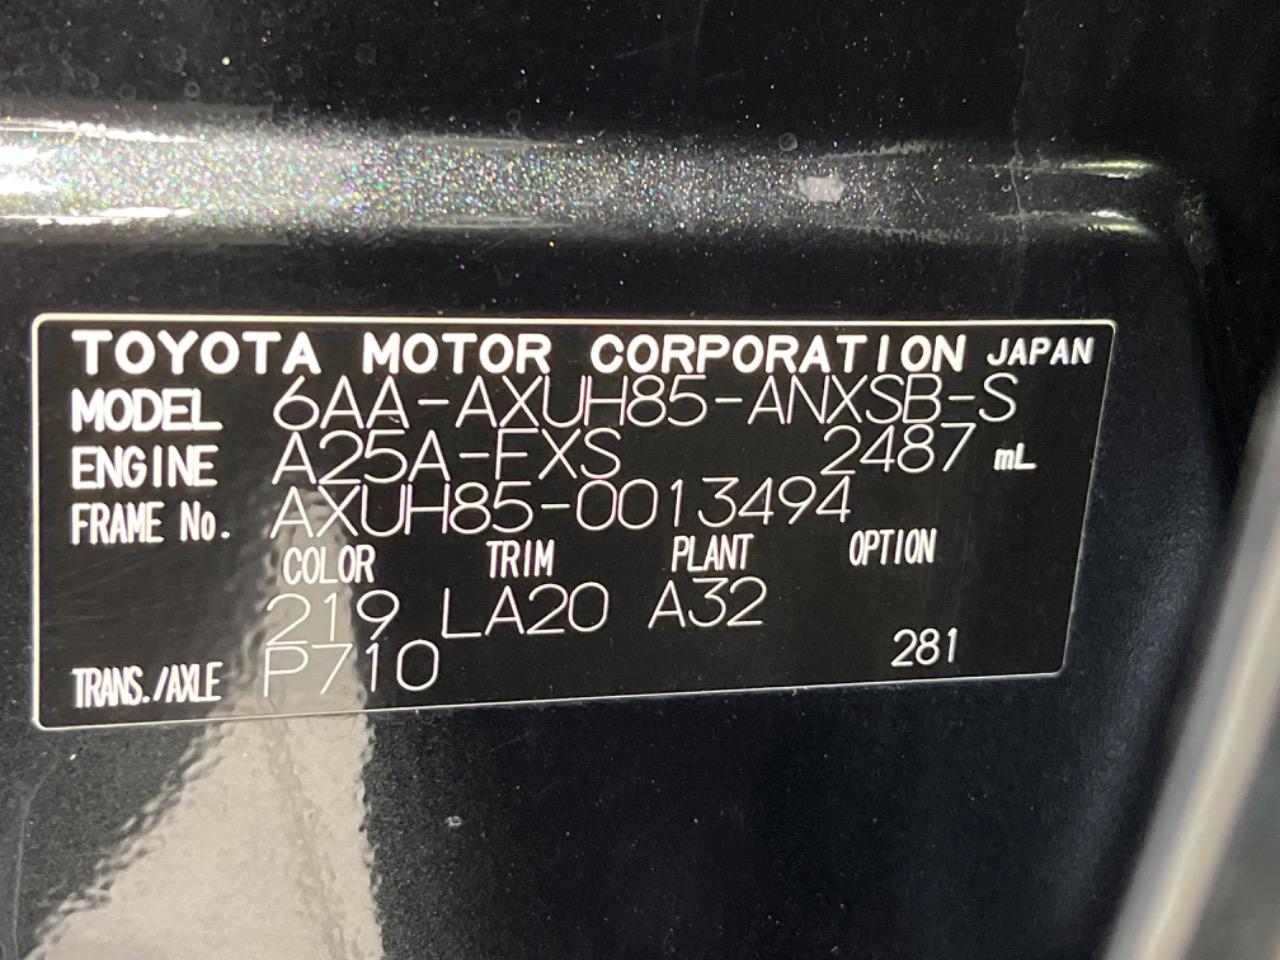 TOYOTA MOTOR CORPORATION JAPAN
MODEL 6AA-AXUH85-ANXSB-S
ENGINE A25A-FXS 2487 mL
FRAME No. AXUH85-0013494
COLOR TRIM PLANT OPTION
219 LA20 A32
TRANS./AXLE P710 281